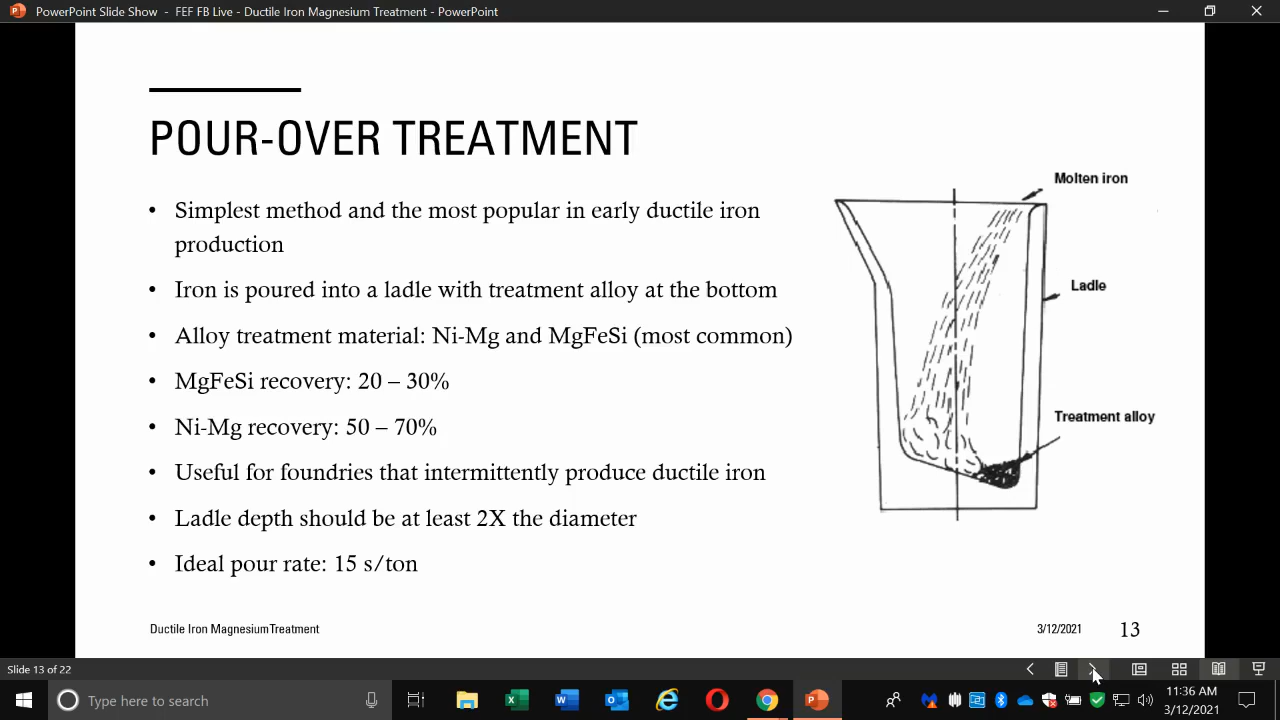 PowerPoint Slide Show - FEF FB Live - Ductile Iron Magnesium Treatment - PowerPoint
POUR-OVER TREATMENT
• Simplest method and the most popular in early ductile iron
production
• Iron is poured into a ladle with treatment alloy at the bottom
• Alloy treatment material: Ni-Mg and MgFeSi (most common)
• MgFeSi recovery: 20 – 30%
• Ni-Mg recovery: 50 – 70%
• Useful for foundries that intermittently produce ductile iron
• Ladle depth should be at least 2X the diameter
• Ideal pour rate: 15 s/ton
Molten iron
Ladle
Treatment alloy
Ductile Iron Magnesium Treatment
3/12/2021
13
Slide 13 of 22
Type here to search
11:36 AM
3/12/2021